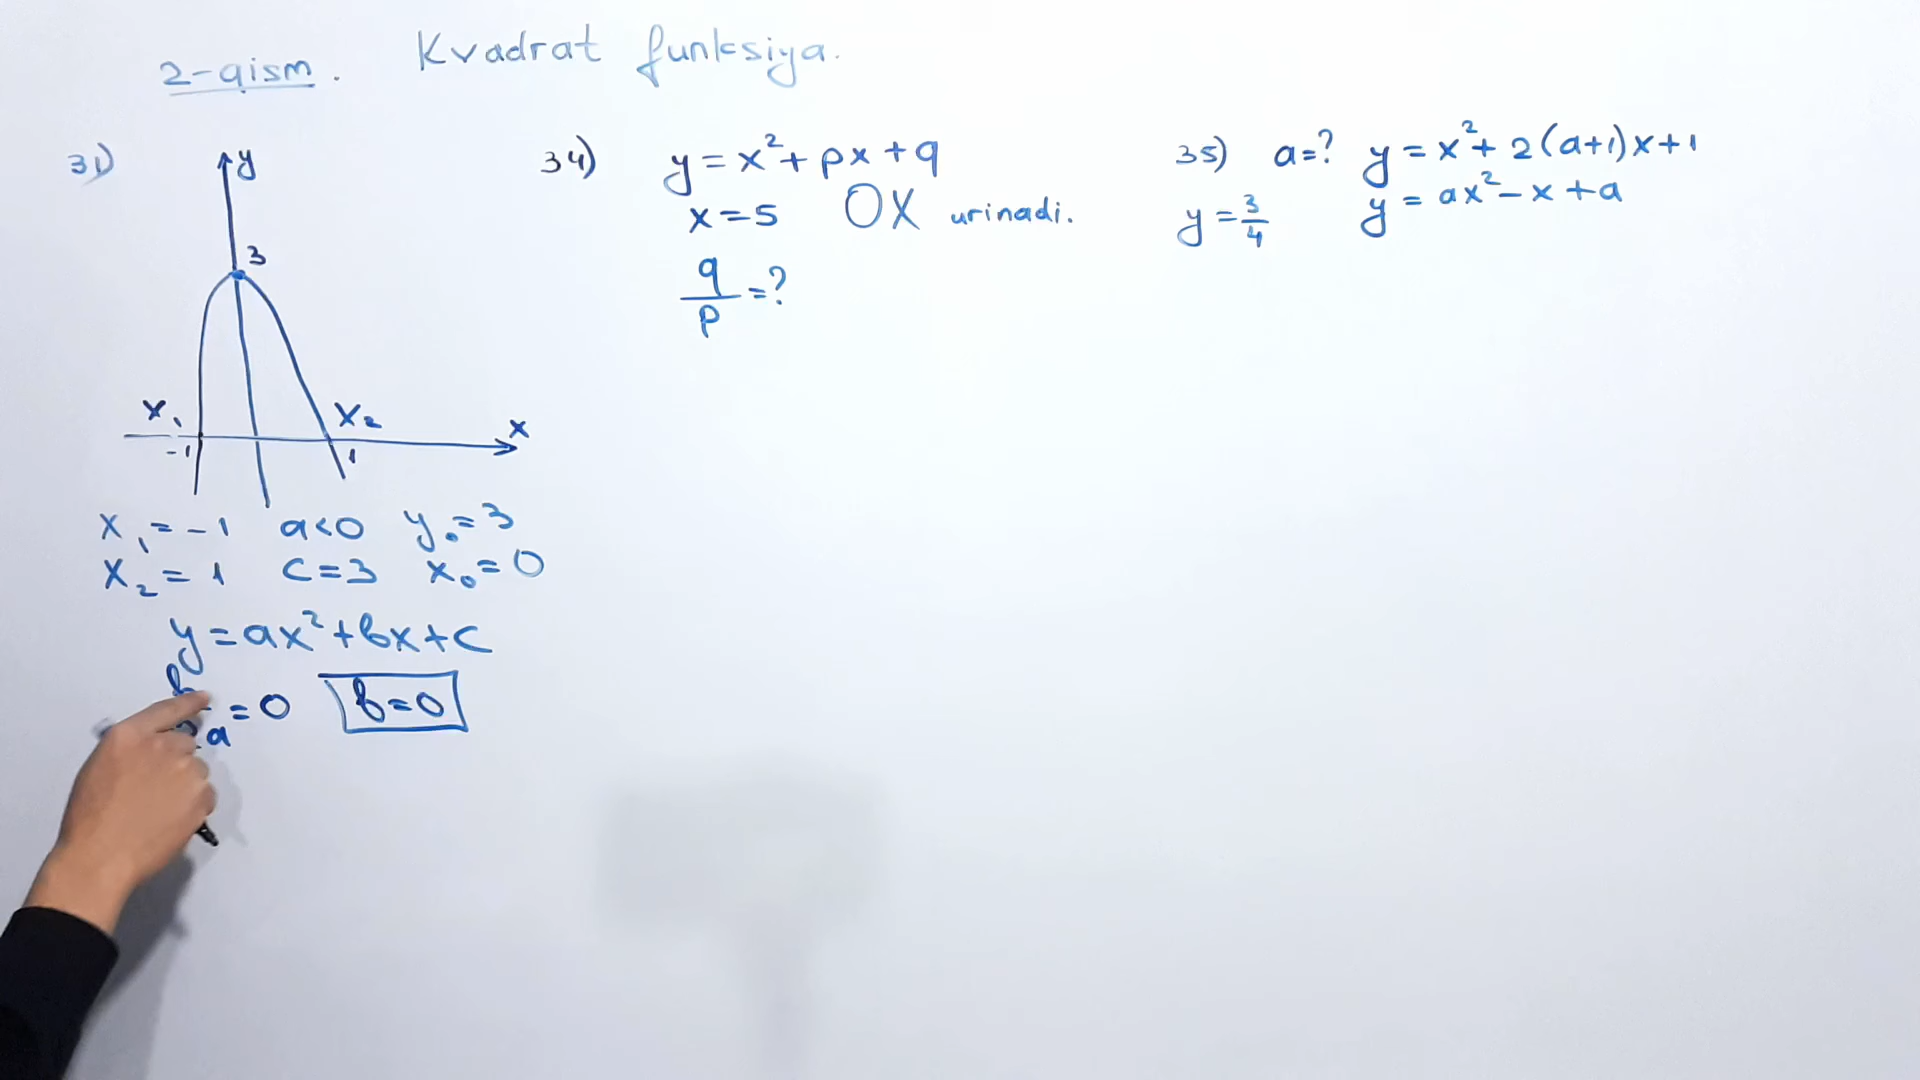 2-qism. Kvadrat funksiya.
31)
y
3
x₁ x₂ x
-1 1
x₁ = -1 a<0 y₀ = 3
x₂ = 1 c = 3 x₀ = 0
y = ax² + bx + c
a = 0 b = 0
34) y = x² + px + q
x = 5 OX urinadi.
q/p = ?
35) a = ? y = x² + 2(a+1)x + 1
y = 3/4 y = ax² - x + a